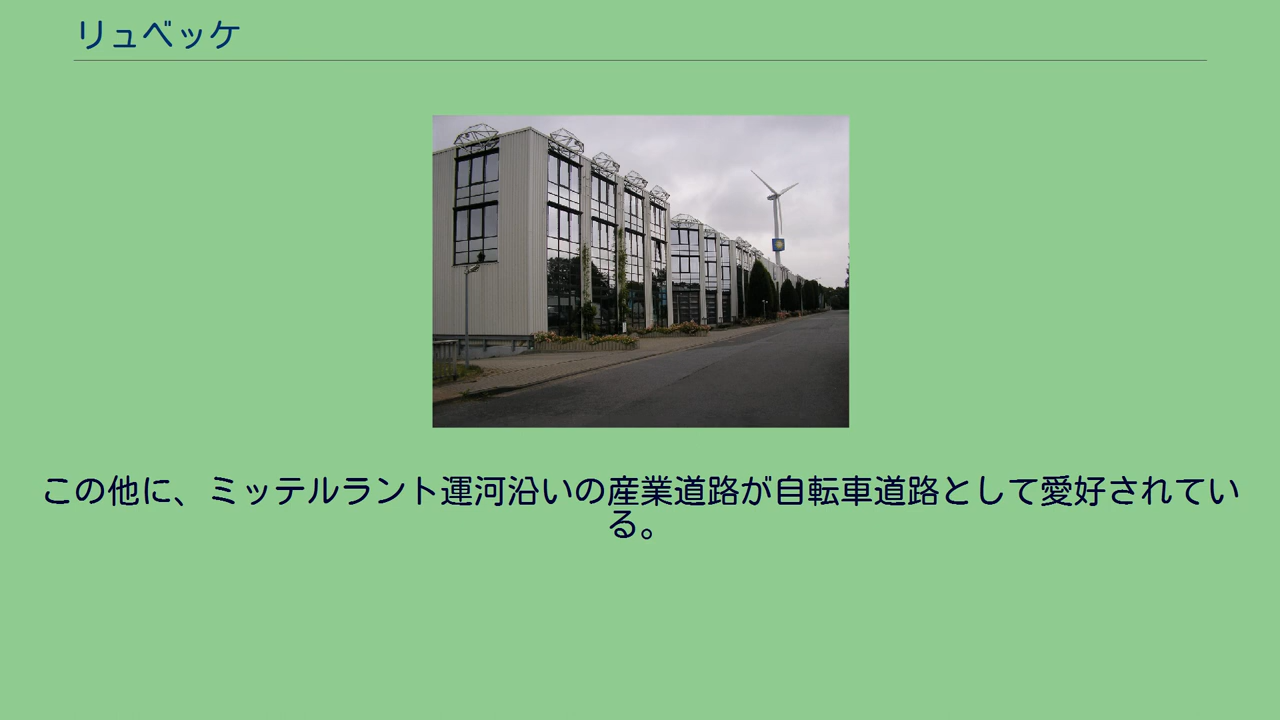 リュベッケ
この他に、ミッテルラント運河沿いの産業道路が自転車道路として愛好されてい
る。